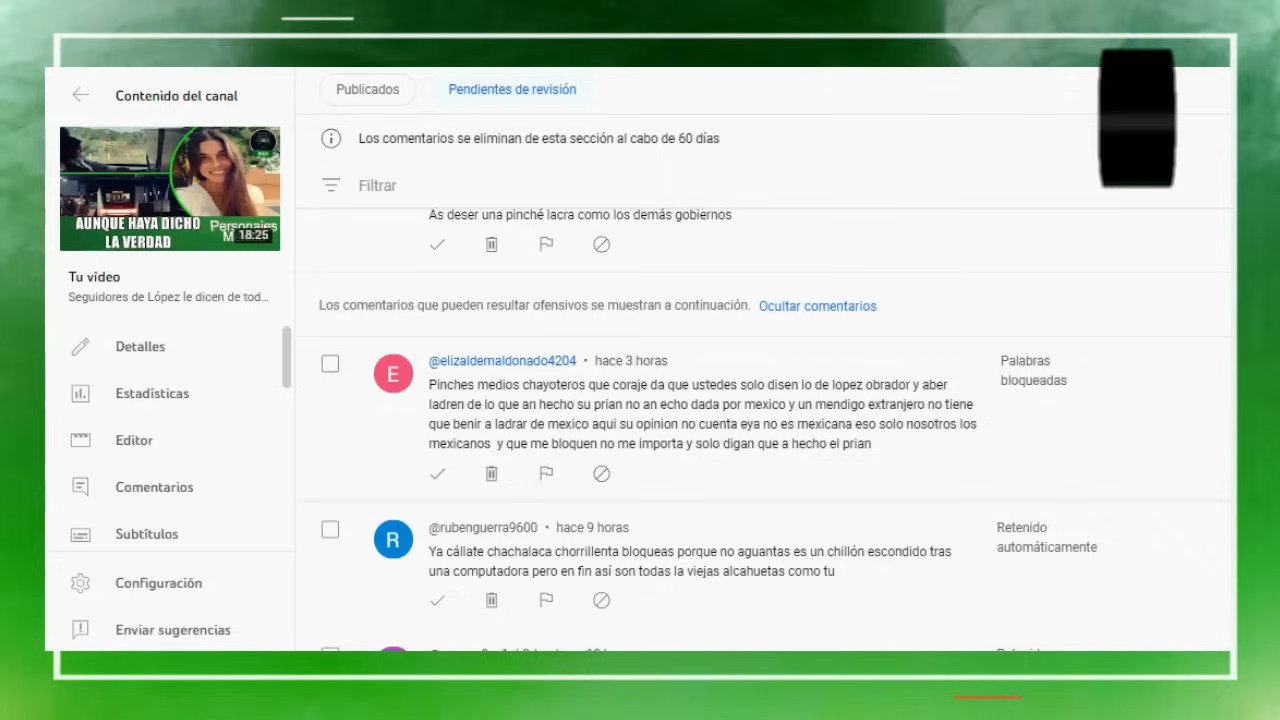 Contenido del canal
AUNQUE HAYA DICHO
LA VERDAD
Personajes
M
18:25
Tu video
Seguidores de López le dicen de tod...
Detalles
Estadísticas
Editor
Comentarios
Subtítulos
Configuración
Enviar sugerencias
Publicados
Pendientes de revisión
Los comentarios se eliminan de esta sección al cabo de 60 días
Filtrar
As deser una pinché lacra como los demás gobiernos
Los comentarios que pueden resultar ofensivos se muestran a continuación. Ocultar comentarios
E
@elizaldemaldonado4204 • hace 3 horas
Pinches medios chayoteros que coraje da que ustedes solo disen lo de lopez obrador y aber
ladren de lo que an hecho su prian no an echo dada por mexico y un mendigo extranjero no tiene
que benir a ladrar de mexico aqui su opinion no cuenta eya no es mexicana eso solo nosotros los
mexicanos y que me bloquen no me importa y solo digan que a hecho el prian
Palabras
bloqueadas
R
@rubenguerra9600 • hace 9 horas
Ya cállate chachalaca chorrillenta bloqueas porque no aguantas es un chillón escondido tras
una computadora pero en fin así son todas la viejas alcahuetas como tu
Retenido
automáticamente